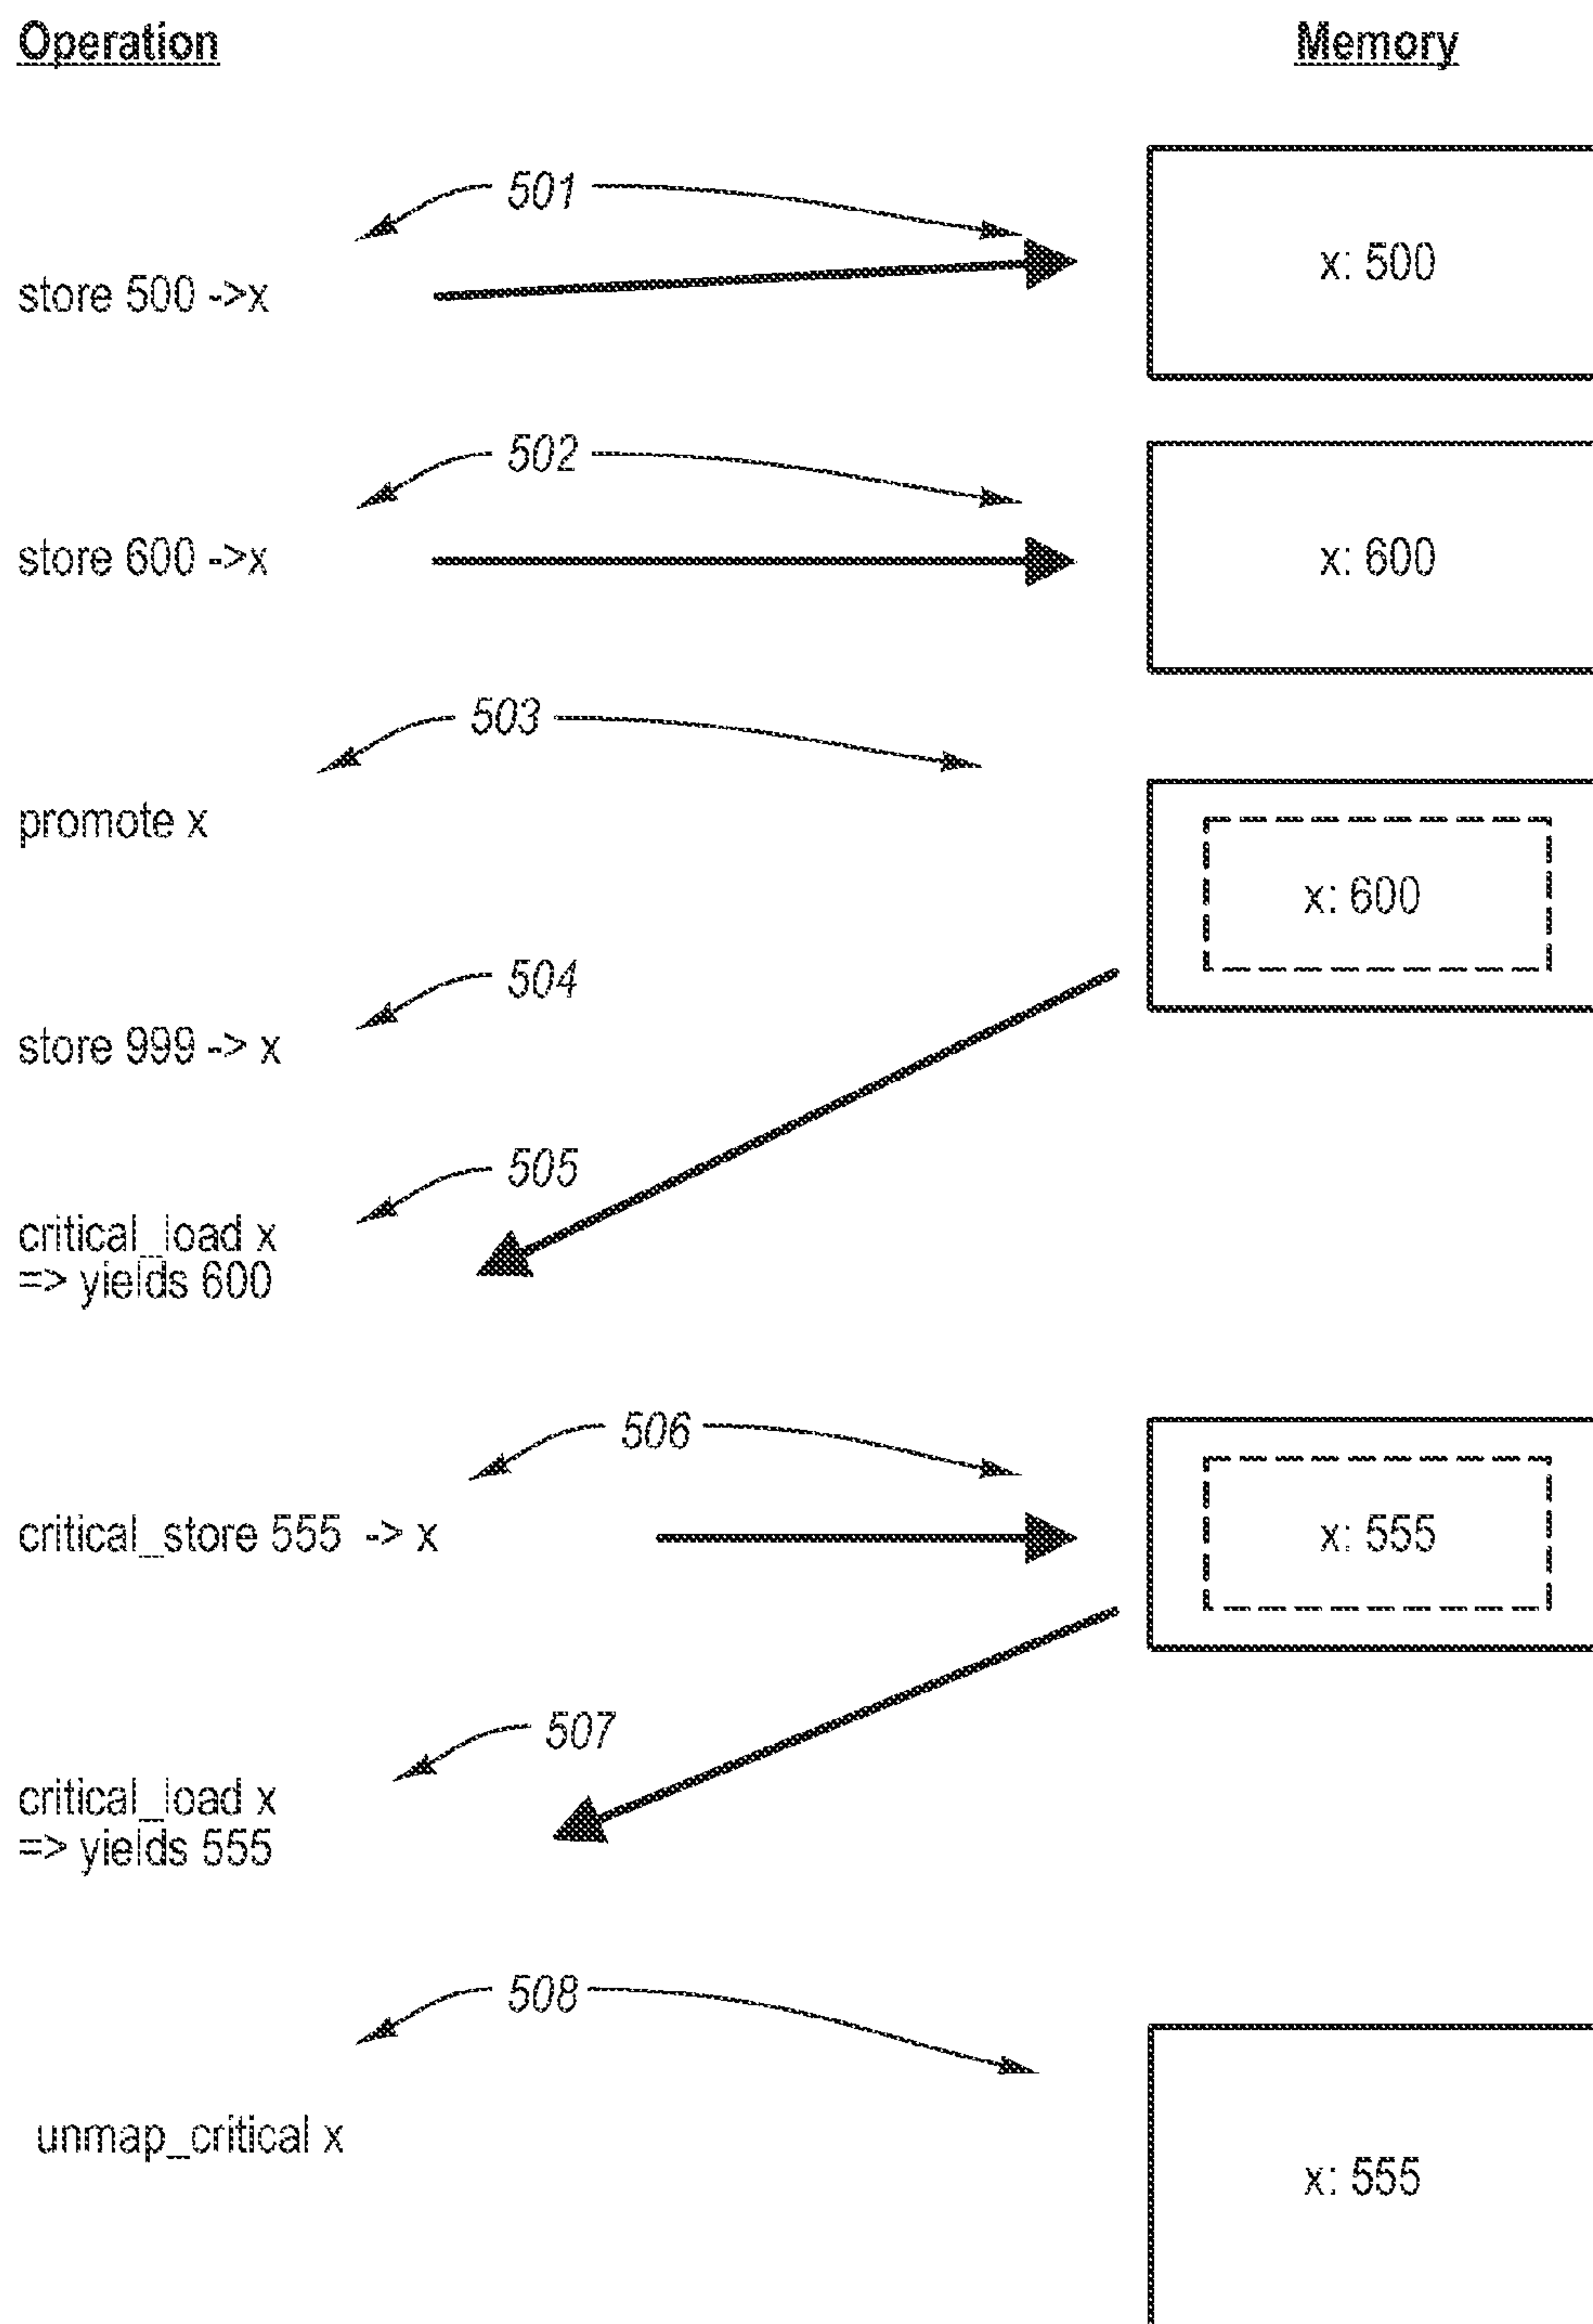 Operation
Memory
501
store 500 ->x
x: 500
502
store 600 ->x
x: 600
503
promote x
x: 600
504
store 999 -> x
505
critical_load x
=> yields 600
506
critical_store 555 -> x
x: 555
507
critical_load x
=> yields 555
508
unmap_critical x
x: 555